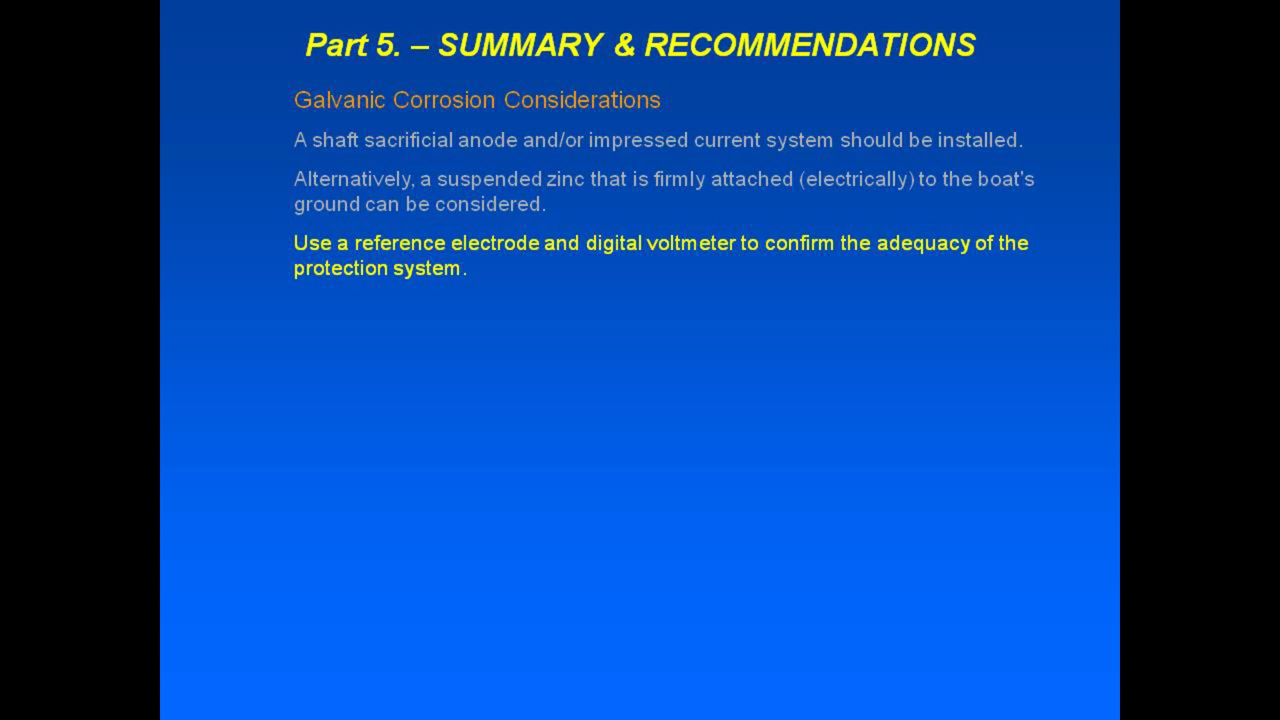 Part 5. – SUMMARY & RECOMMENDATIONS
Galvanic Corrosion Considerations
A shaft sacrificial anode and/or impressed current system should be installed.
Alternatively, a suspended zinc that is firmly attached (electrically) to the boat's
ground can be considered.
Use a reference electrode and digital voltmeter to confirm the adequacy of the
protection system.